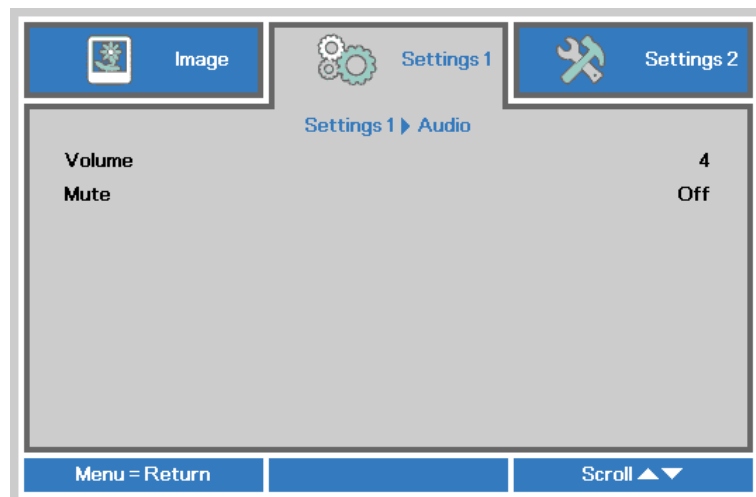 Image Settings 1 Settings 2
Settings 1 Audio
Volume 4
Mute Off
Menu = Return Scroll